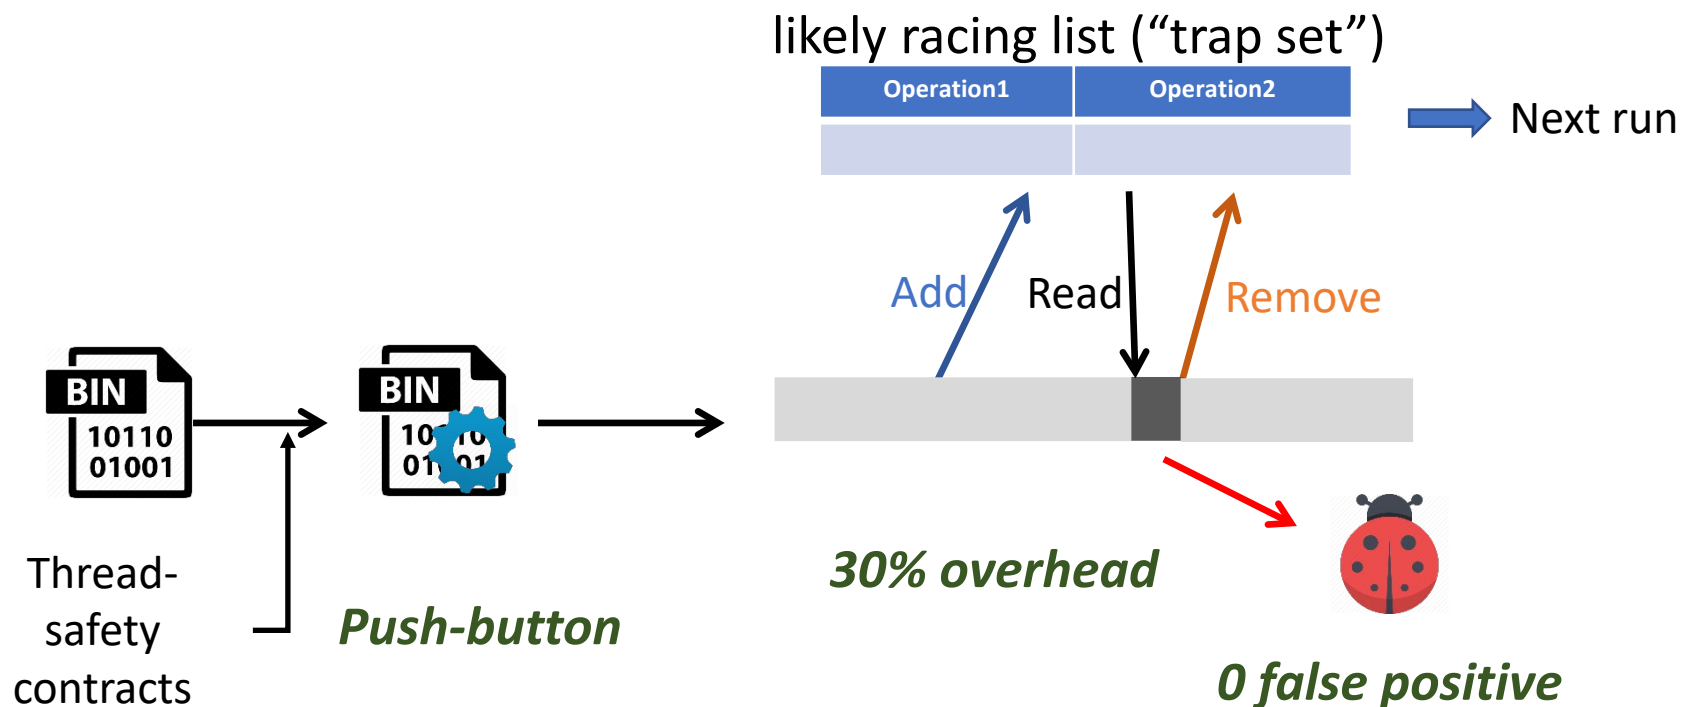 likely racing list (“trap set”)
Operation1 Operation2
Next run
Add Read Remove
BIN
10110
01001
BIN
Thread-
safety
contracts
Push-button
30% overhead
0 false positive